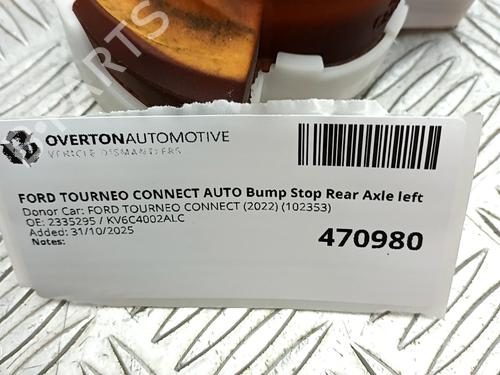 OVERTONAUTOMOTIVE
VEHICLE DISMANTLERS
FORD TOURNEO CONNECT AUTO Bump Stop Rear Axle left
Donor Car: FORD TOURNEO CONNECT (2022) (102353)
OE: 2335295 / KV6C4002ALC
Added: 31/10/2025
Notes:
470980